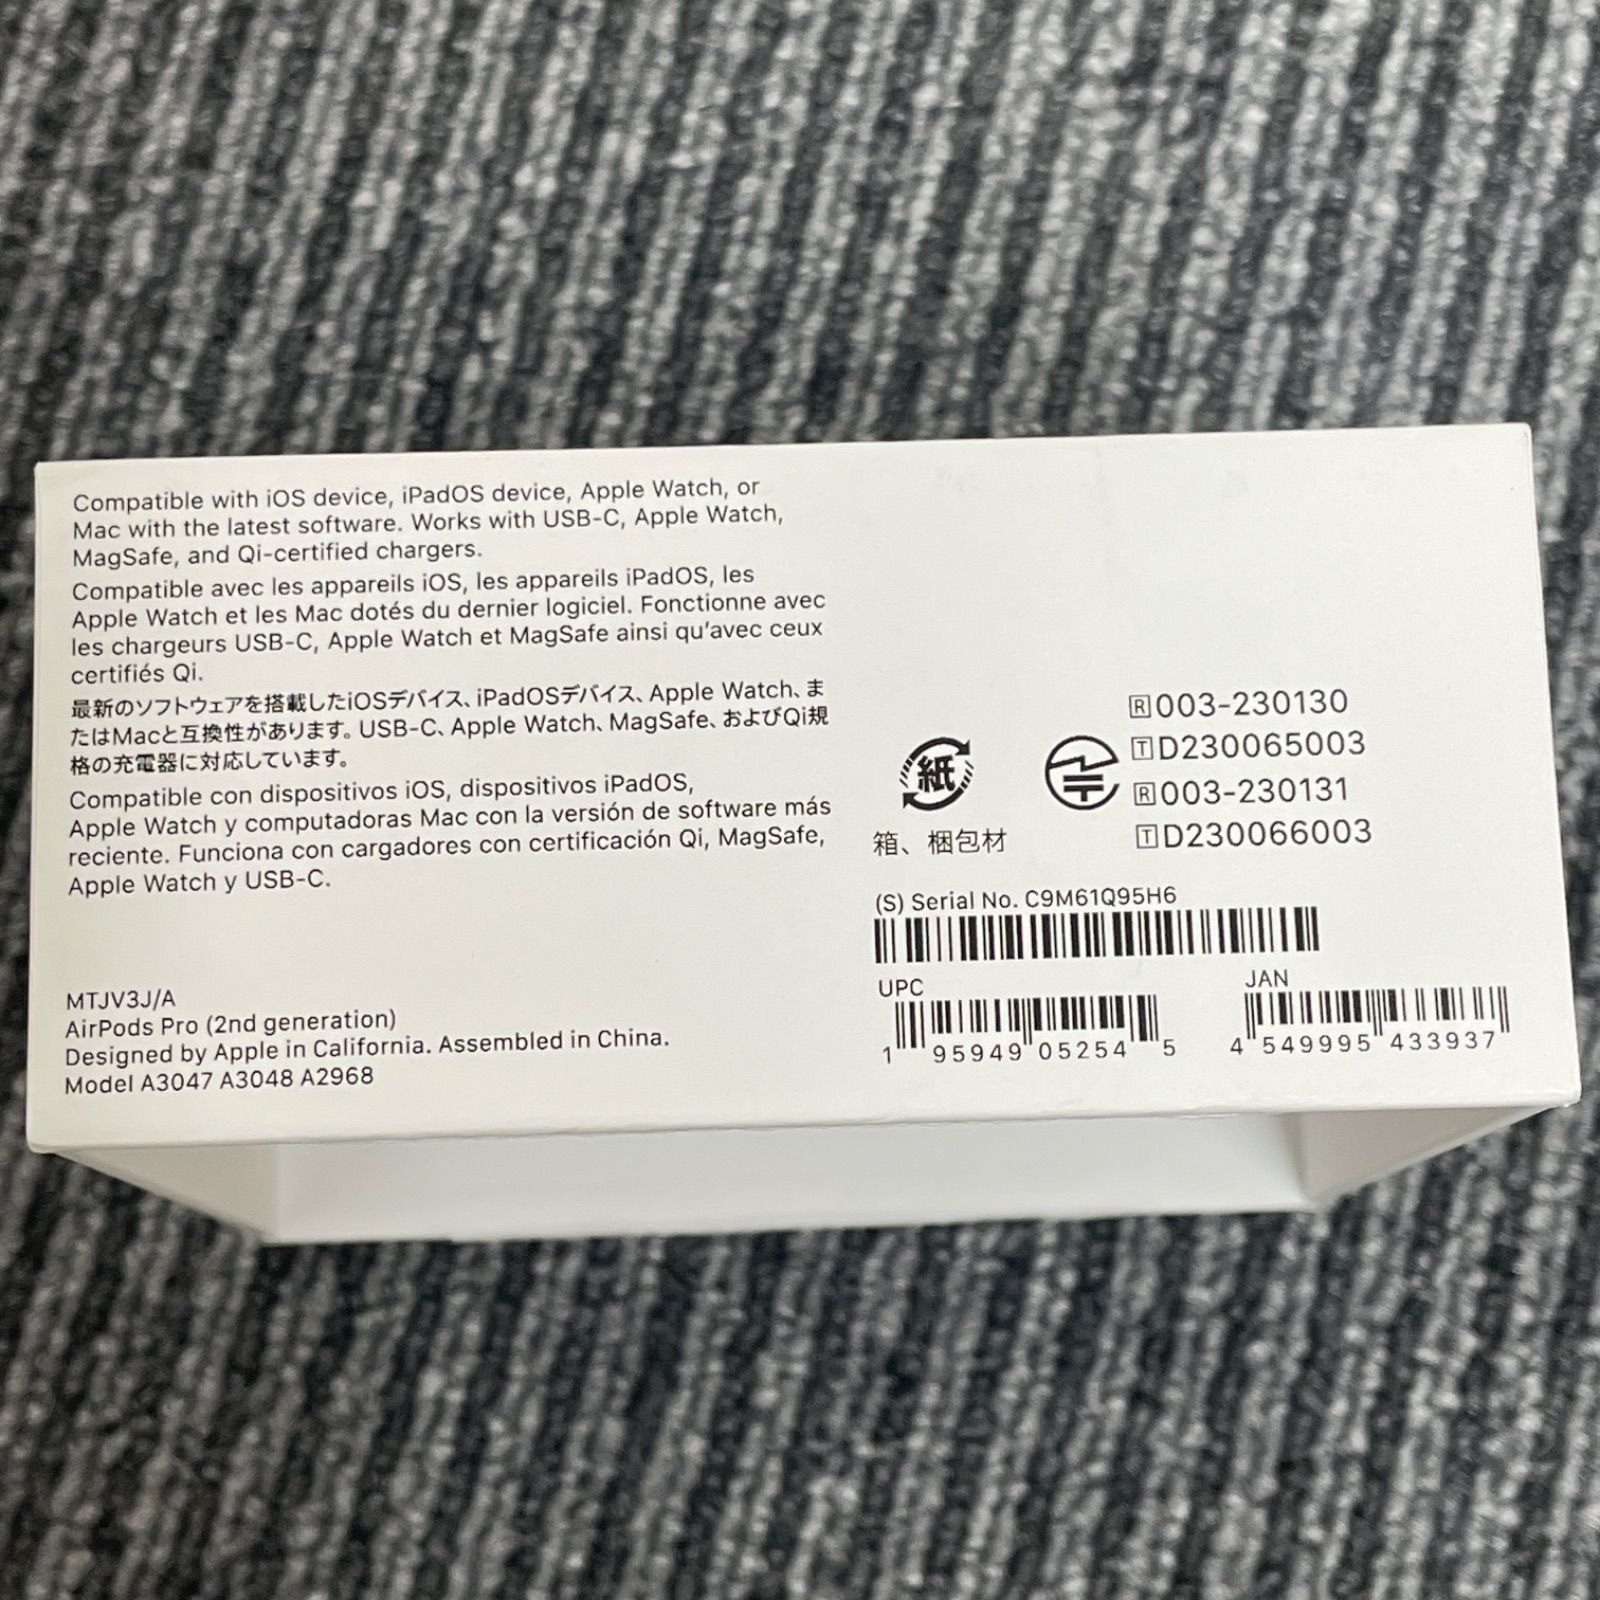 Compatible with iOS device, iPadOS device, Apple Watch, or
Mac with the latest software. Works with USB-C, Apple Watch,
MagSafe, and Qi-certified chargers.
Compatible avec les appareils iOS, les appareils iPadOS, les
Apple Watch et les Mac dotés du dernier logiciel. Fonctionne avec
les chargeurs USB-C, Apple Watch et MagSafe ainsi qu'avec ceux
certifiés Qi.
最新のソフトウェアを搭載したiOSデバイス、iPadOSデバイス、Apple Watch、ま
たはMacと互換性があります。USB-C、Apple Watch、MagSafe、およびQi規
格の充電器に対応しています。
Compatible con dispositivos iOS, dispositivos iPadOS,
Apple Watch y computadoras Mac con la versión de software más
reciente. Funciona con cargadores con certificación Qi, MagSafe,
Apple Watch y USB-C.
MTJV3J/A
AirPods Pro (2nd generation)
Designed by Apple in California. Assembled in China.
Model A3047 A3048 A2968
紙
箱、梱包材
R 003-230130
T D230065003
R 003-230131
T D230066003
(S) Serial No. C9M61Q95H6
UPC
1 95949 05254 5
JAN
4 549995 433937